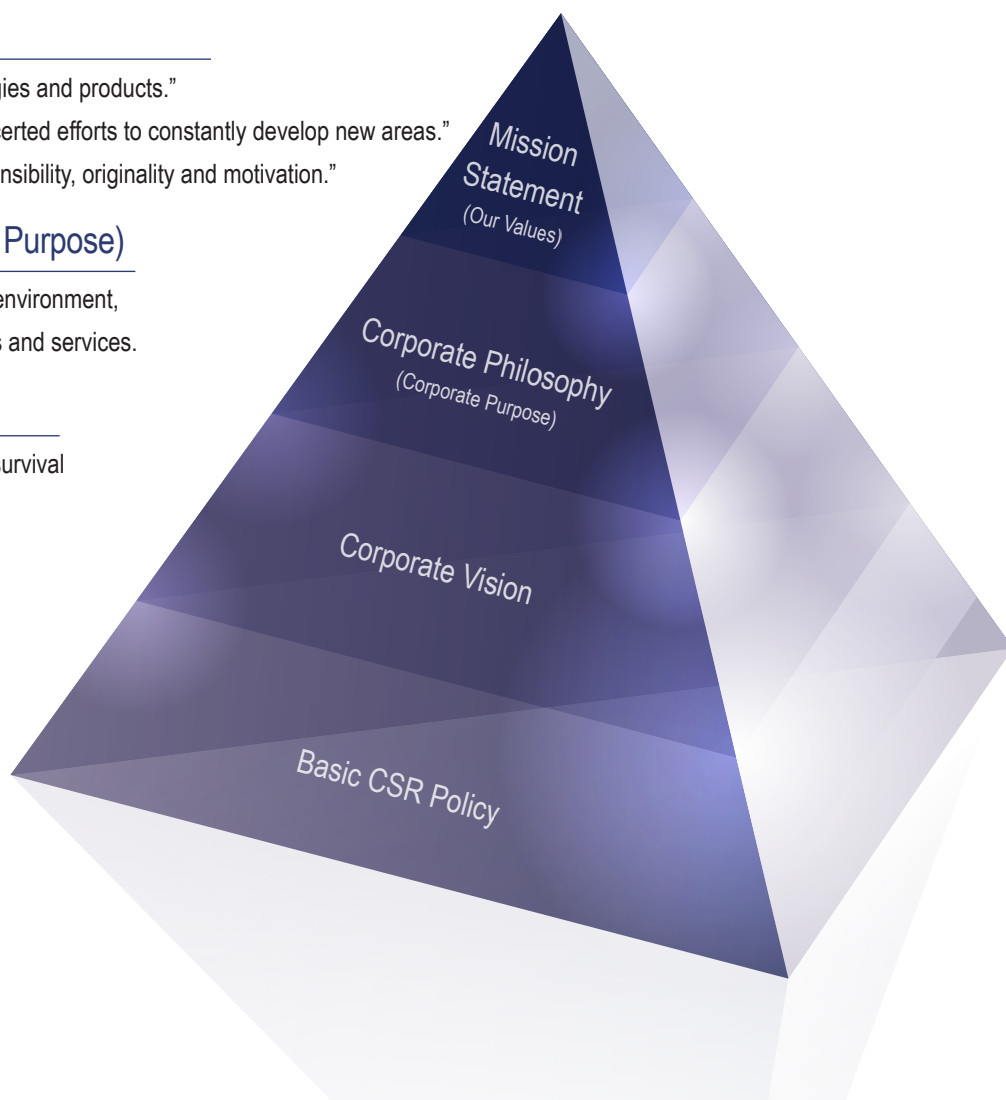 gies and products.”
erted efforts to constantly develop new areas.”
nsibility, originality and motivation.”
Purpose)
environment,
s and services.
survival
Mission
Statement
(Our Values)
Corporate Philosophy
(Corporate Purpose)
Corporate Vision
Basic CSR Policy